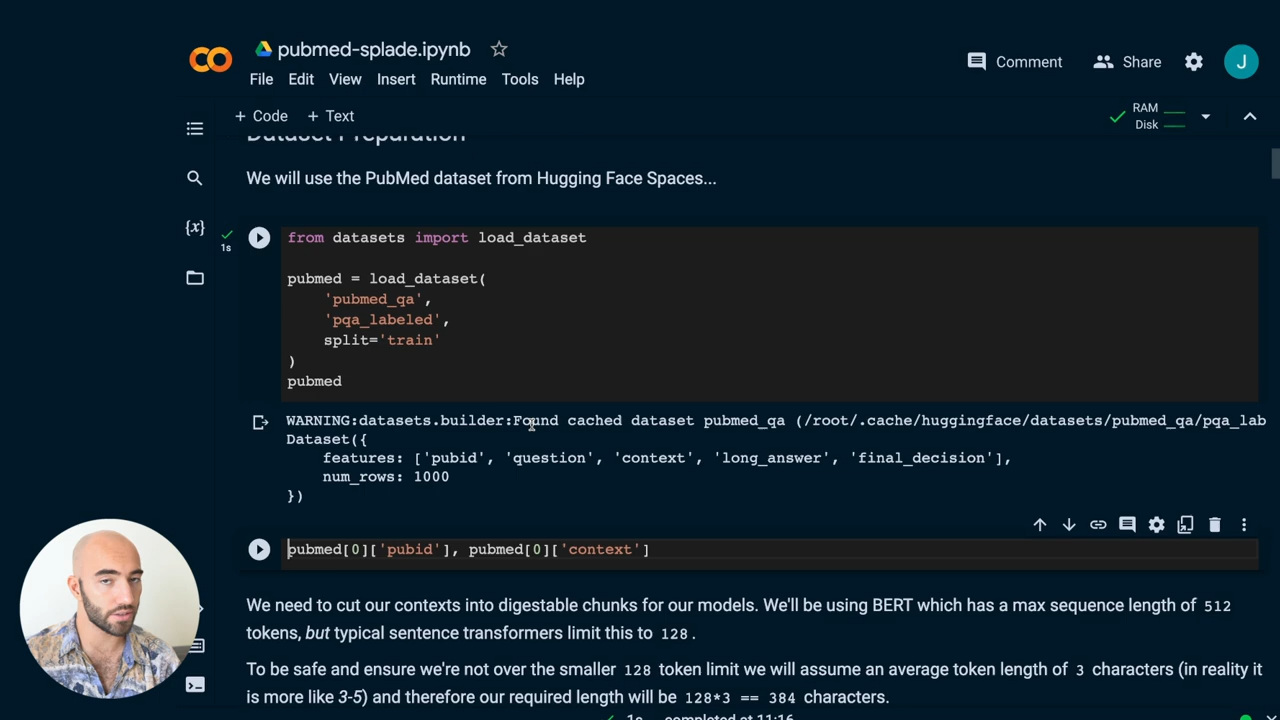 pubmed-splade.ipynb
File Edit View Insert Runtime Tools Help
Comment Share J
+ Code + Text
RAM
Disk
Dataset Preparation
We will use the PubMed dataset from Hugging Face Spaces...
{x}
1s
from datasets import load_dataset
pubmed = load_dataset(
'pubmed_qa',
'pqa_labeled',
split='train'
)
pubmed
WARNING:datasets.builder:Found cached dataset pubmed_qa (/root/.cache/huggingface/datasets/pubmed_qa/pqa_lab
Dataset({
features: ['pubid', 'question', 'context', 'long_answer', 'final_decision'],
num_rows: 1000
})
pubmed[0]['pubid'], pubmed[0]['context']
We need to cut our contexts into digestable chunks for our models. We'll be using BERT which has a max sequence length of 512
tokens, but typical sentence transformers limit this to 128.
To be safe and ensure we're not over the smaller 128 token limit we will assume an average token length of 3 characters (in reality it
is more like 3-5) and therefore our required length will be 128*3 == 384 characters.
1s completed at 11:16